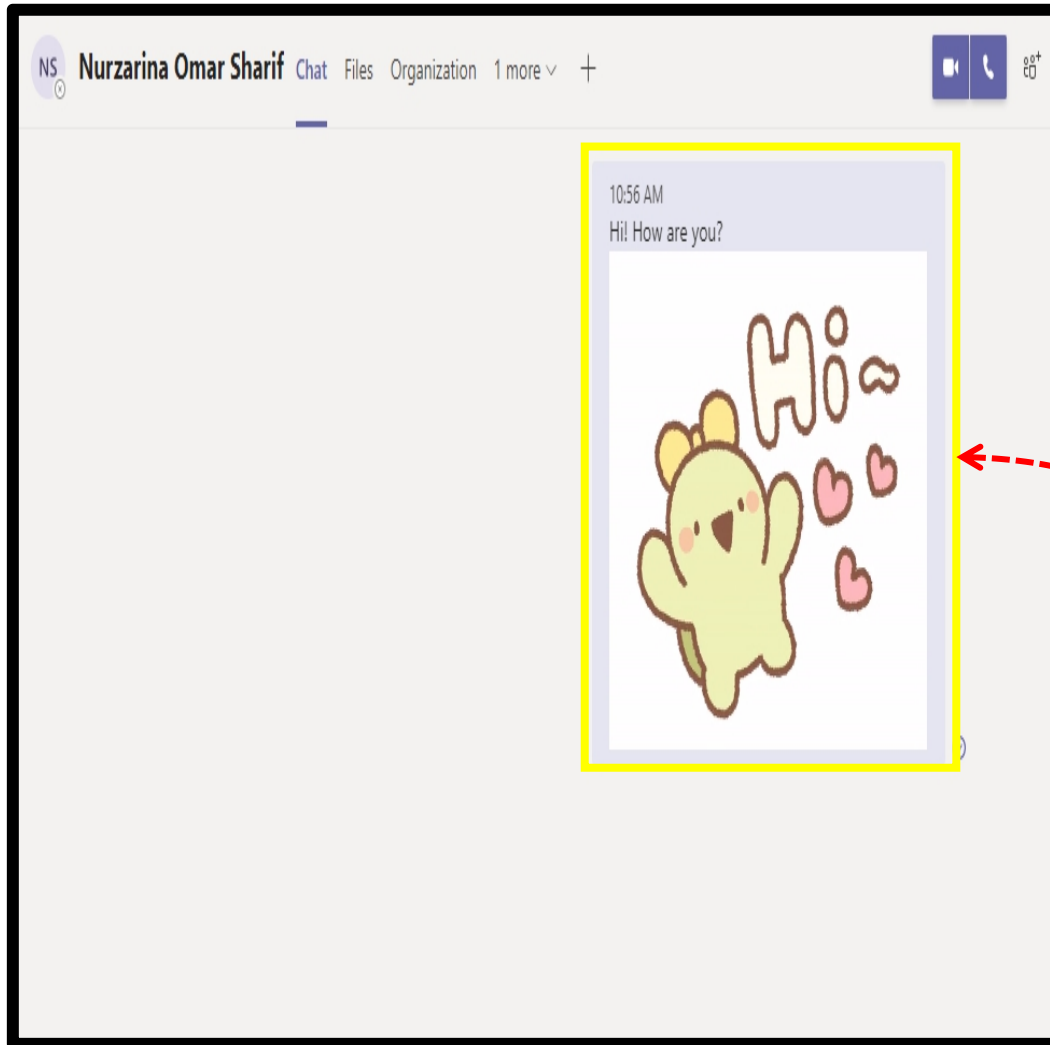 NS Nurzarina Omar Sharif Chat Files Organization 1 more
10:56 AM
Hi! How are you?
Hi~